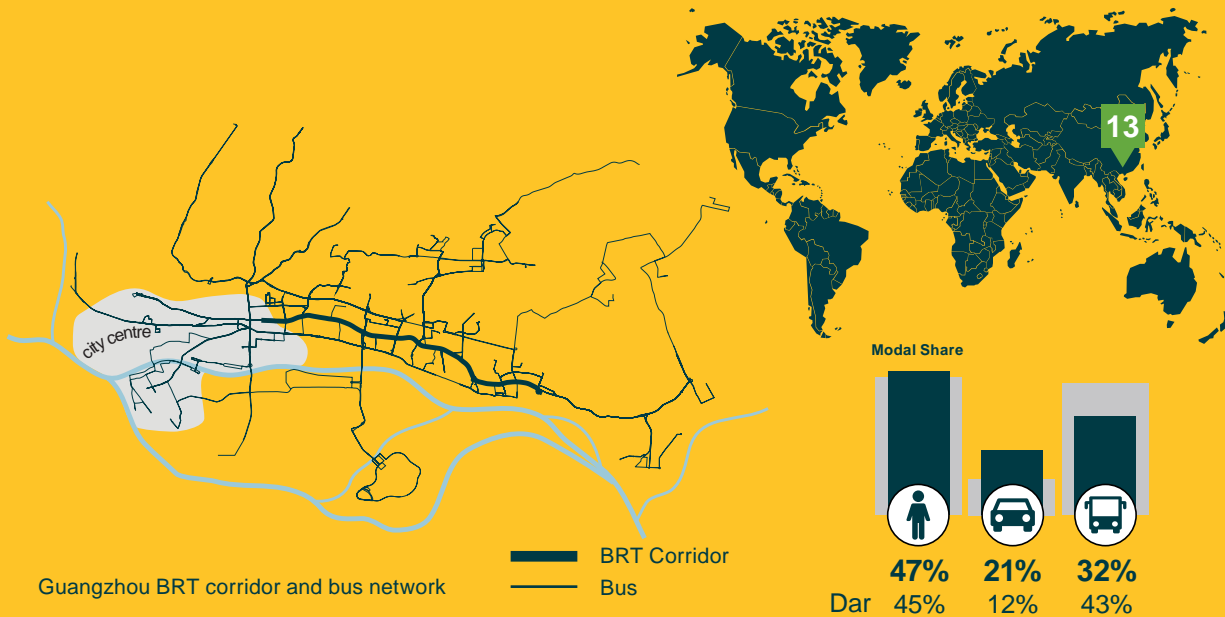 13
city centre
Modal Share
BRT Corridor
Bus
Guangzhou BRT corridor and bus network
47% 21% 32%
Dar 45% 12% 43%